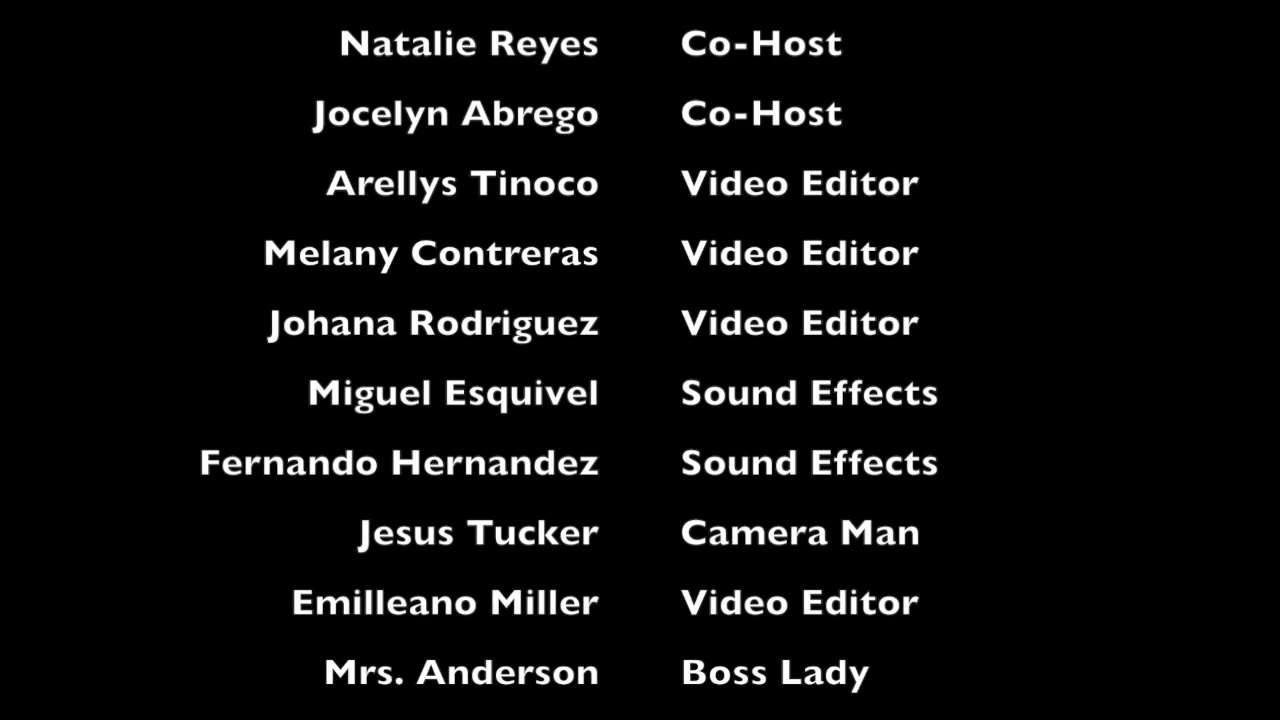 Natalie Reyes Co-Host
Jocelyn Abrego Co-Host
Arellys Tinoco Video Editor
Melany Contreras Video Editor
Johana Rodriguez Video Editor
Miguel Esquivel Sound Effects
Fernando Hernandez Sound Effects
Jesus Tucker Camera Man
Emilleano Miller Video Editor
Mrs. Anderson Boss Lady